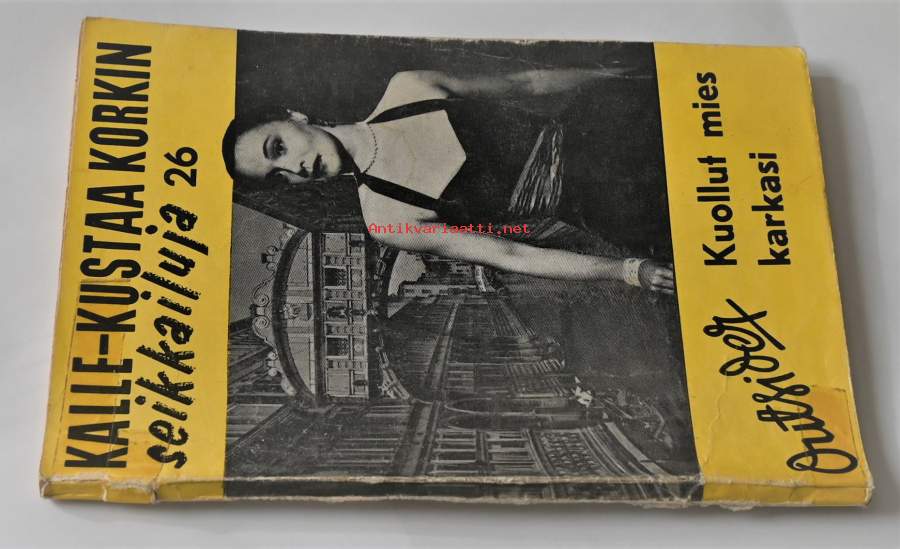 KALLE-KUSTAA KORKIN
seikkailuja 26
Antikvariaatti.net
outsider
Kuollut mies
karkasi